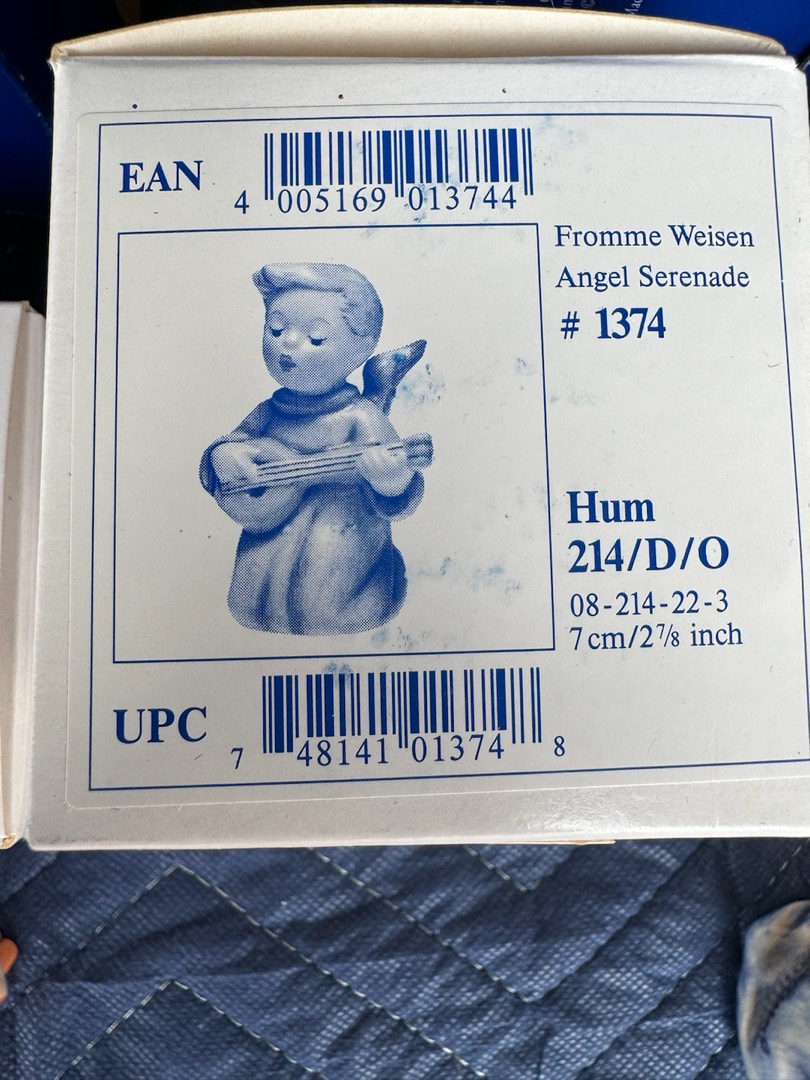 EAN
4 005169 013744
Fromme Weisen
Angel Serenade
# 1374
Hum
214/D/O
08-214-22-3
7 cm/2⅞ inch
UPC
7 48141 01374 8